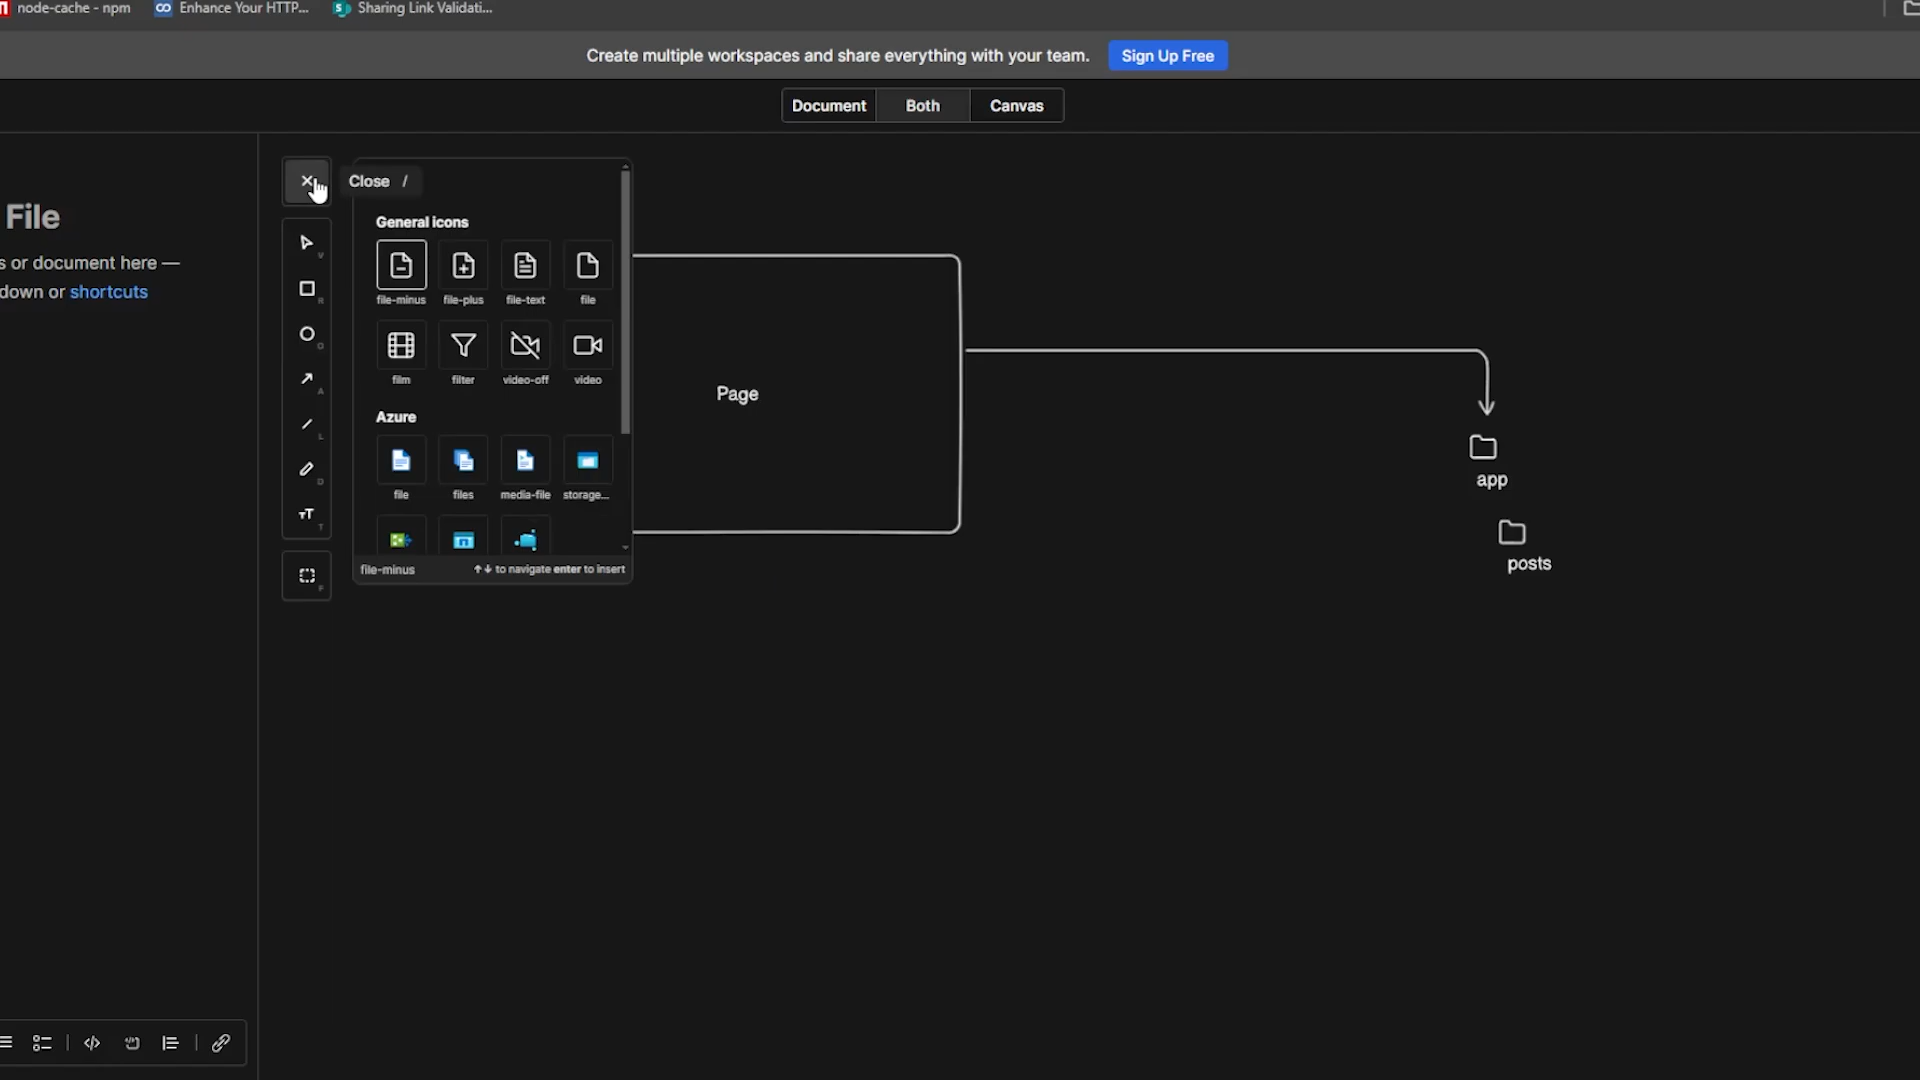 node-cache - npm
Enhance Your HTTP...
Sharing Link Validati...
Create multiple workspaces and share everything with your team.
Sign Up Free
Document
Both
Canvas
File
s or document here —
down or shortcuts
Close /
V
R
O
A
L
D
T
F
General icons
file-minus
file-plus
file-text
file
film
filter
video-off
video
Azure
file
files
media-file
storage...
file-minus
↑↓ to navigate enter to insert
Page
app
posts